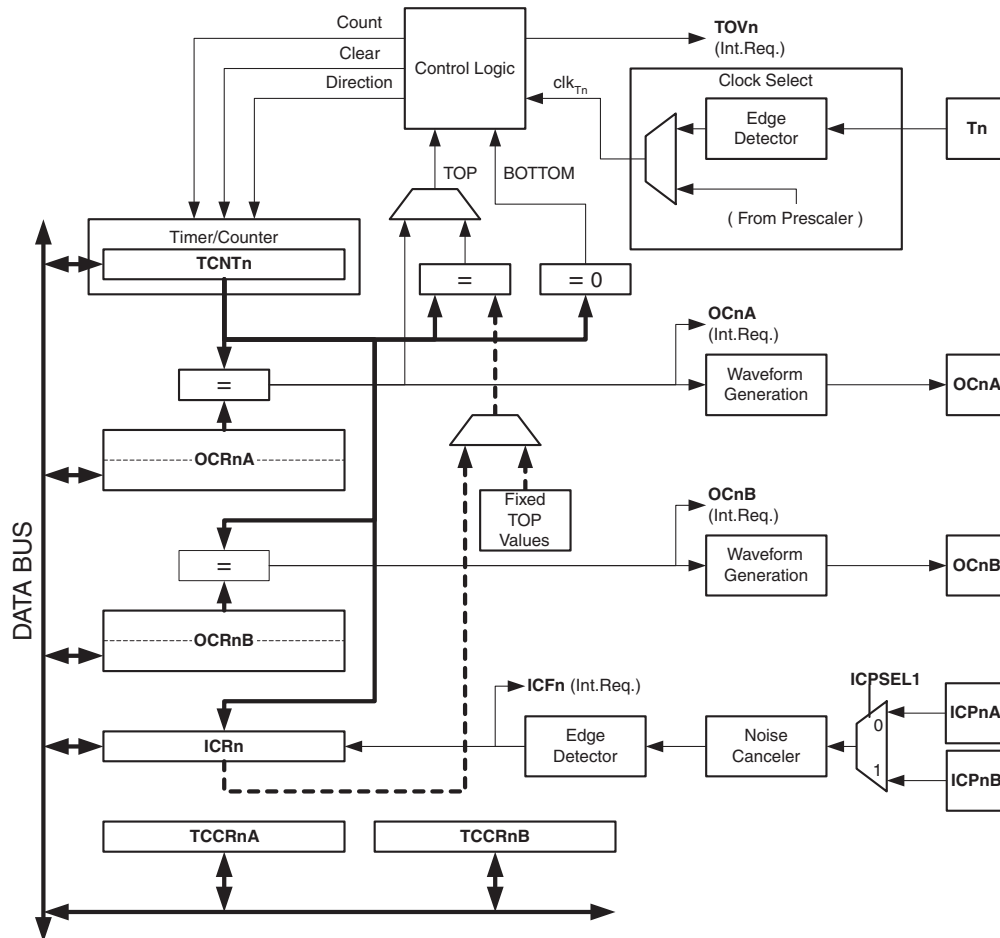 Count
Clear
Direction
Control Logic
TOVn
(Int.Req.)
clkTn
Clock Select
Edge
Detector
Tn
( From Prescaler )
TOP
BOTTOM
Timer/Counter
TCNTn
=
= 0
OCnA
(Int.Req.)
=
Waveform
Generation
OCnA
OCRnA
Fixed
TOP
Values
OCnB
(Int.Req.)
=
Waveform
Generation
OCnB
OCRnB
DATA BUS
ICFn (Int.Req.)
ICPSEL1
ICPnA
0
ICRn
Edge
Detector
Noise
Canceler
1
ICPnB
TCCRnA
TCCRnB